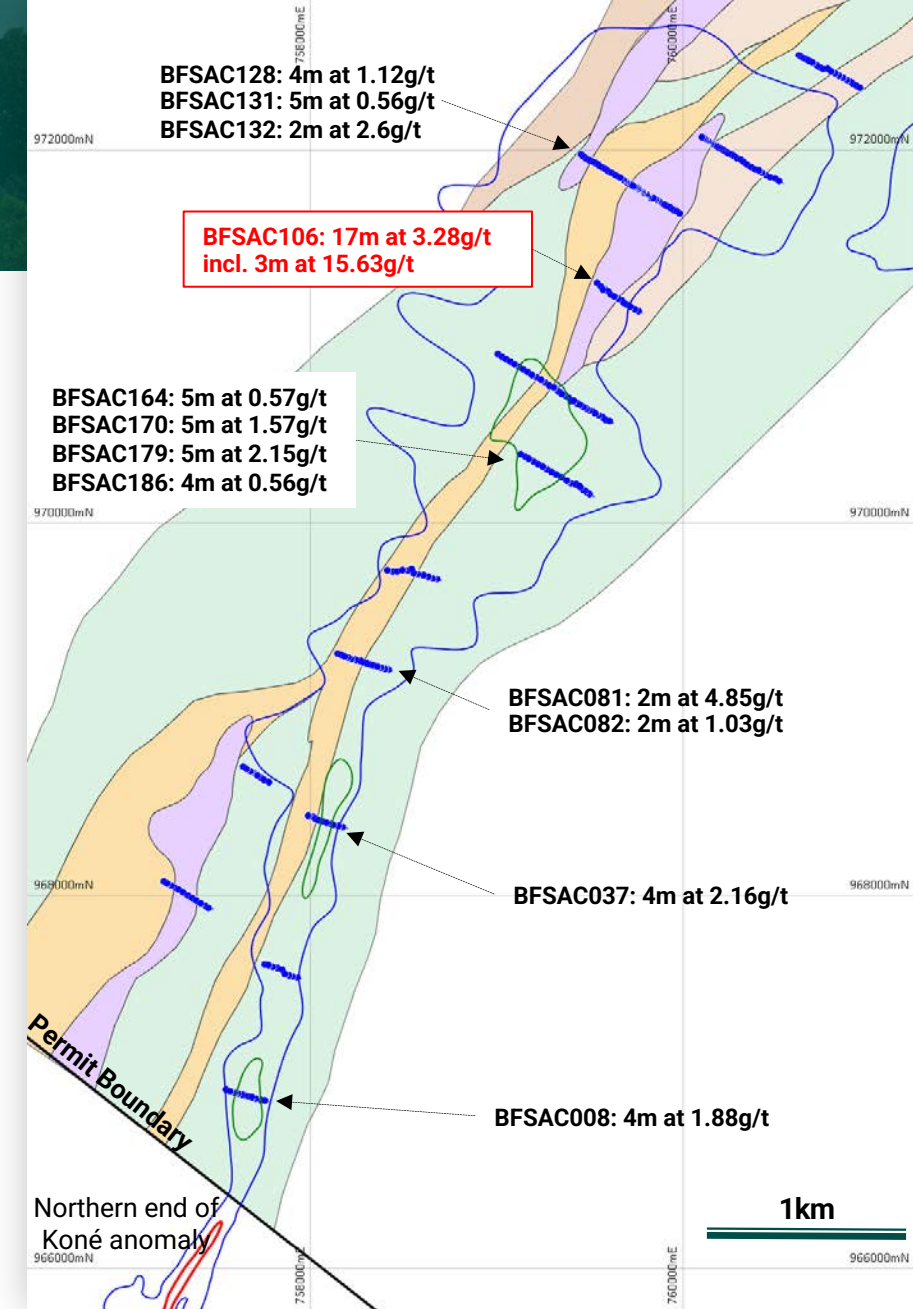 758000mE
760000mE
BFSAC128: 4m at 1.12g/t
BFSAC131: 5m at 0.56g/t
BFSAC132: 2m at 2.6g/t
972000mN
972000mN
BFSAC106: 17m at 3.28g/t
incl. 3m at 15.63g/t
BFSAC164: 5m at 0.57g/t
BFSAC170: 5m at 1.57g/t
BFSAC179: 5m at 2.15g/t
BFSAC186: 4m at 0.56g/t
970000mN
970000mN
BFSAC081: 2m at 4.85g/t
BFSAC082: 2m at 1.03g/t
968000mN
968000mN
BFSAC037: 4m at 2.16g/t
Permit Boundary
BFSAC008: 4m at 1.88g/t
Northern end of
Koné anomaly
1km
966000mN
966000mN
758000mE
760000mE